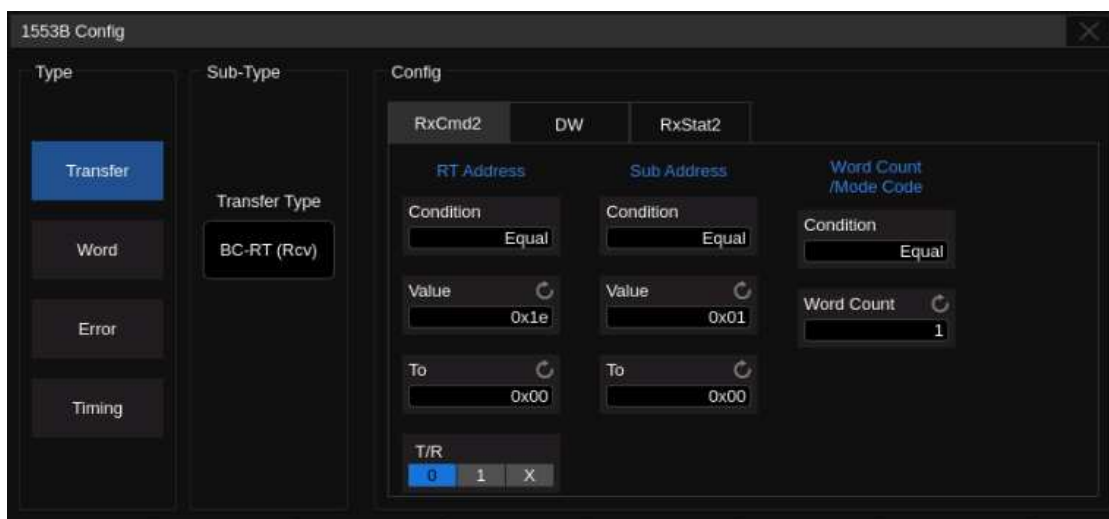 1553B Config
Type
Sub-Type
Config
Transfer
Word
Error
Timing
Transfer Type
BC-RT (Rcv)
RxCmd2 DW RxStat2
RT Address
Condition
Equal
Value
0x1e
To
0x00
T/R
0 1 X
Sub Address
Condition
Equal
Value
0x01
To
0x00
Word Count
/Mode Code
Condition
Equal
Word Count
1